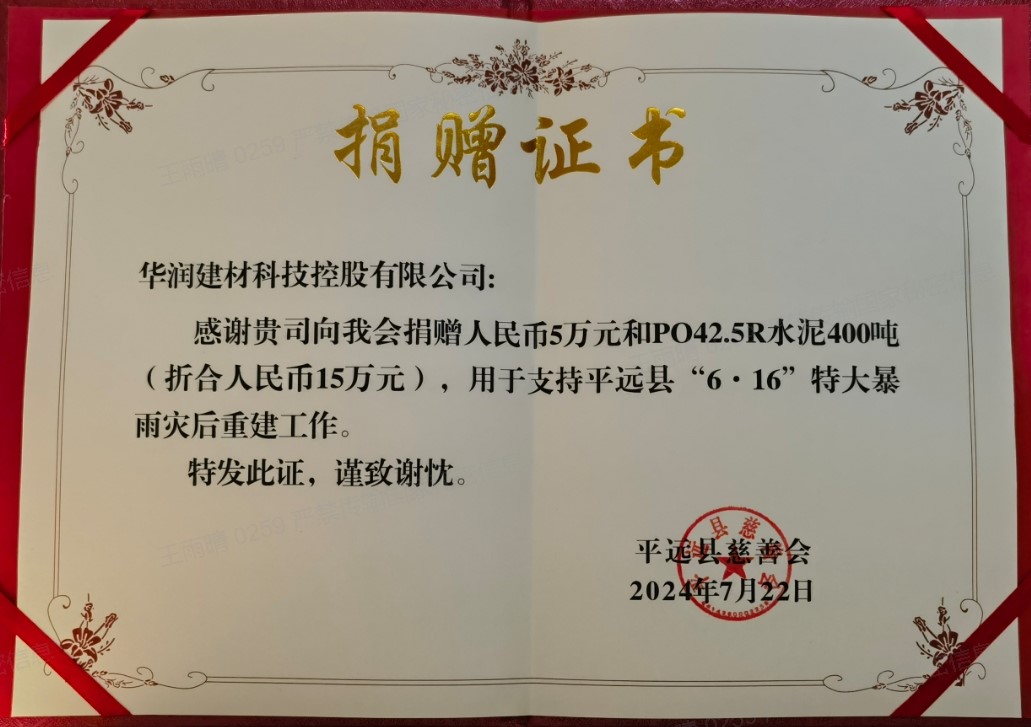 捐赠证书
华润建材科技控股有限公司:
感谢贵司向我会捐赠人民币5万元和PO42.5R水泥400吨
（折合人民币15万元），用于支持平远县“6·16”特大暴
雨灾后重建工作。
特发此证，谨致谢忱。
平远县慈善会
2024年7月22日